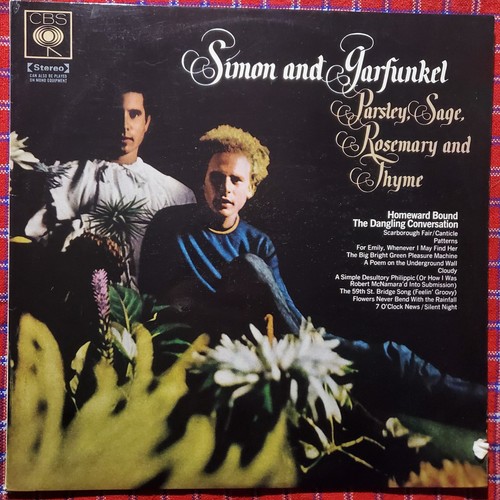 CBS
Stereo
CAN ALSO BE PLAYED
ON MONO EQUIPMENT
Simon and Garfunkel
Parsley, Sage,
Rosemary and
Thyme
Homeward Bound
The Dangling Conversation
Scarborough Fair/Canticle
Patterns
For Emily, Whenever I May Find Her
The Big Bright Green Pleasure Machine
A Poem on the Underground Wall
Cloudy
A Simple Desultory Philippic (Or How I Was
Robert McNamara'd Into Submission)
The 59th St. Bridge Song (Feelin' Groovy)
Flowers Never Bend With the Rainfall
7 O'Clock News/Silent Night